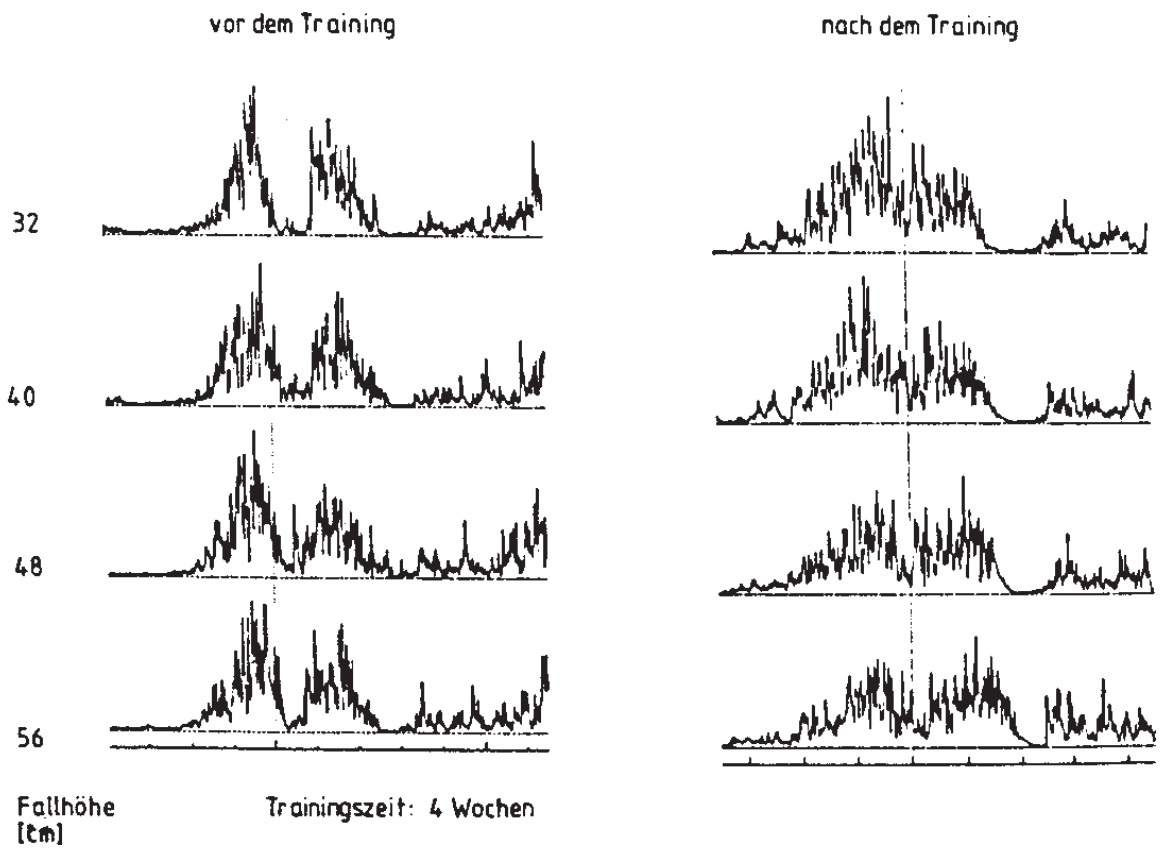 vor dem Training
nach dem Training
32
40
48
56
Fallhöhe
[cm]
Trainingszeit: 4 Wochen